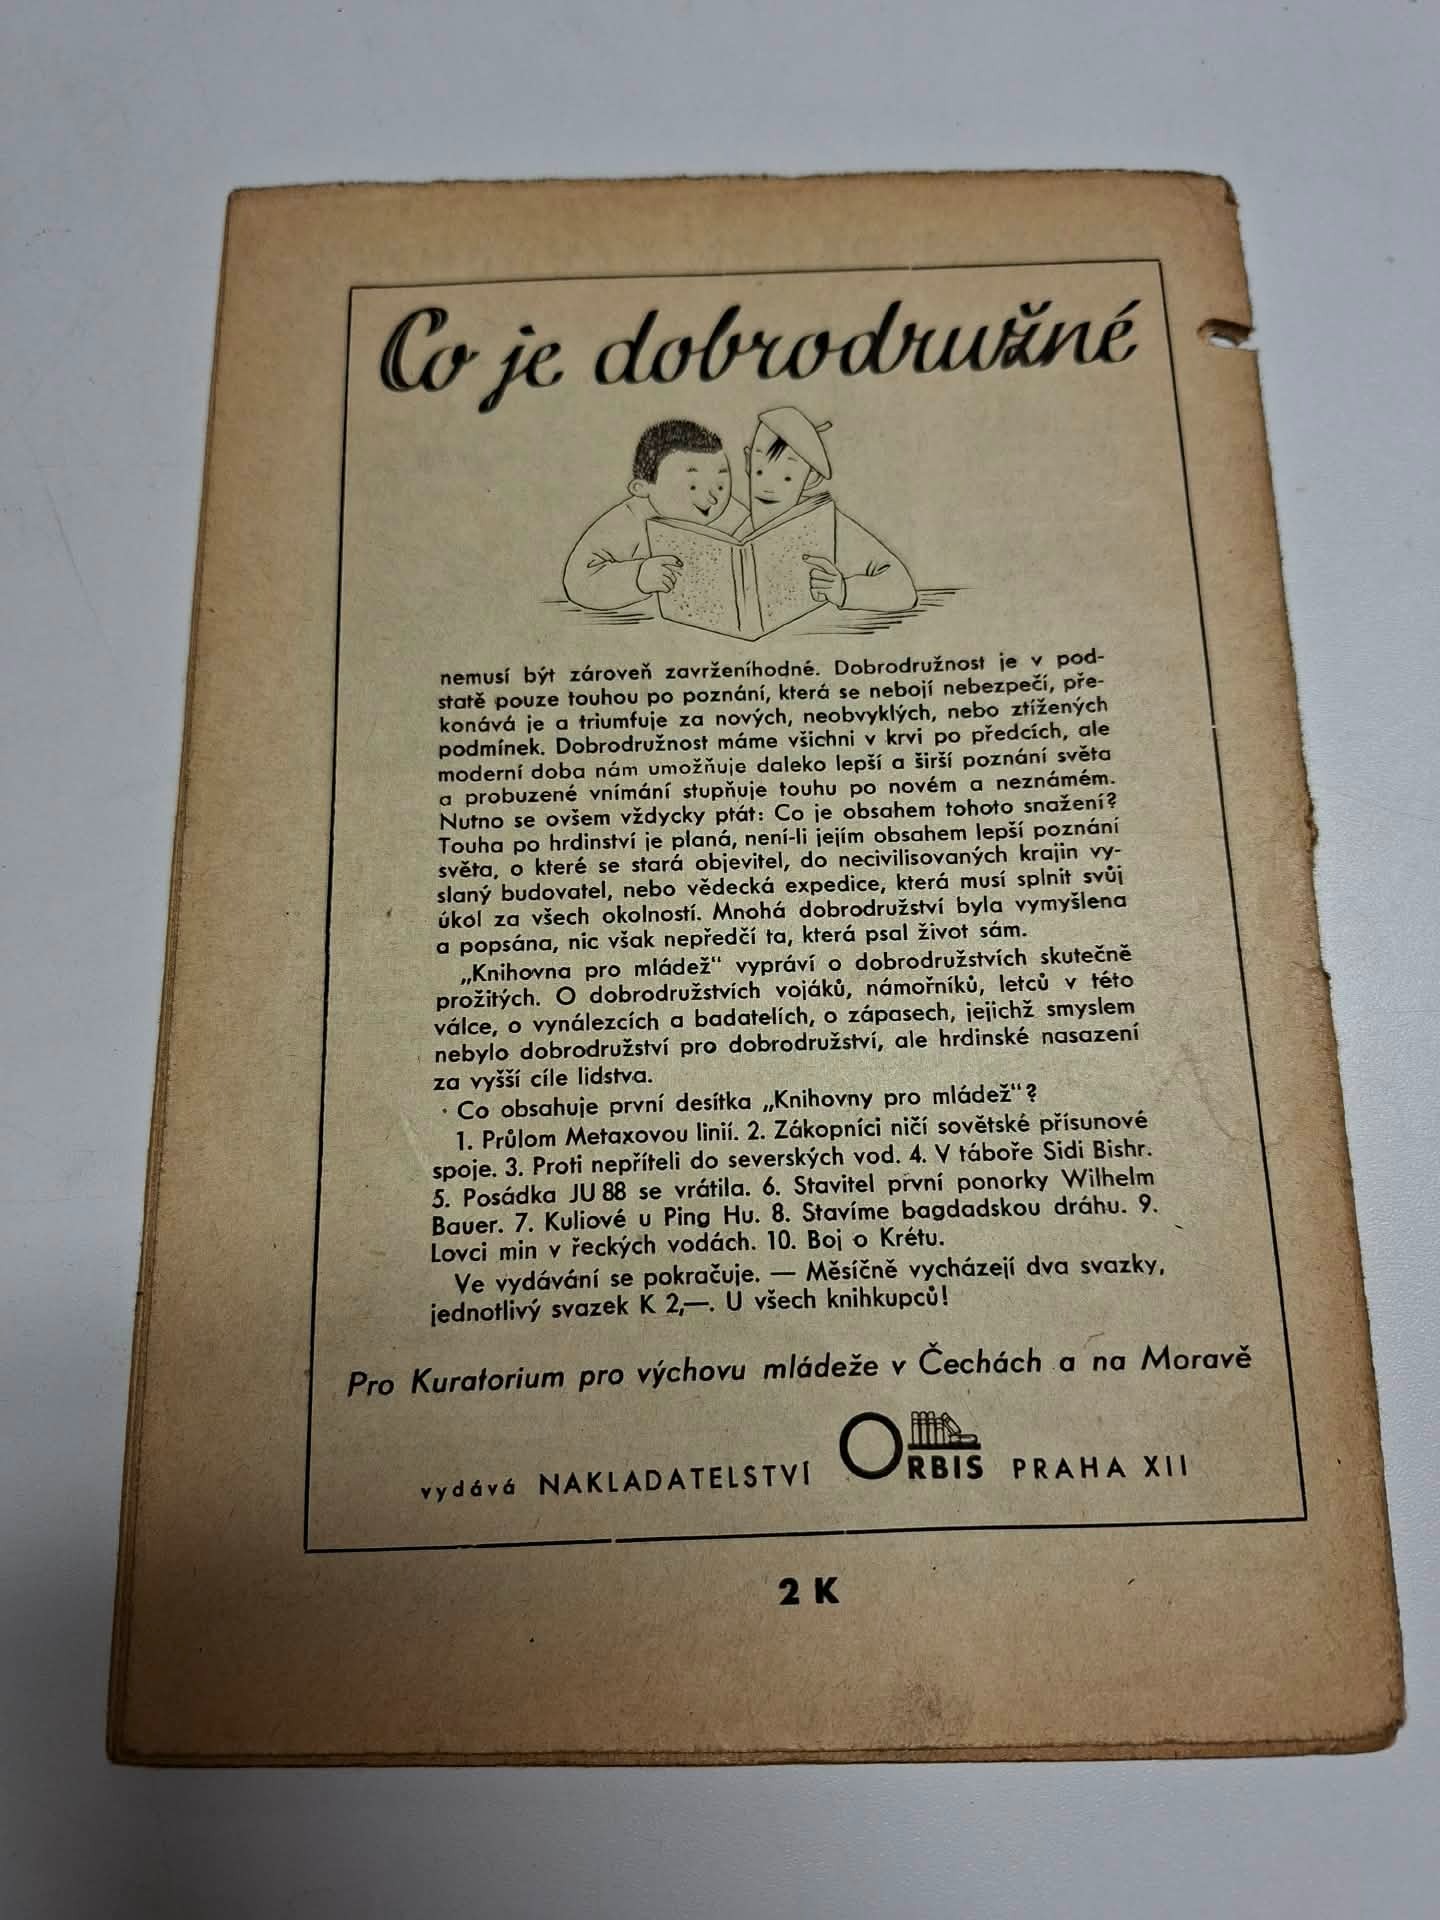 Co je dobrodružné
nemusí být zároveň zavrženíhodné. Dobrodružnost je v pod-
statě pouze touhou po poznání, která se nebojí nebezpečí, pře-
konává je a triumfuje za nových, neobvyklých, nebo ztížených
podmínek. Dobrodružnost máme všichni v krvi po předcích, ale
moderní doba nám umožňuje daleko lepší a širší poznání světa
a probuzené vnímání stupňuje touhu po novém a neznámém.
Nutno se ovšem vždycky ptát: Co je obsahem tohoto snažení?
Touha po hrdinství je planá, není-li jejím obsahem lepší poznání
světa, o které se stará objevitel, do necivilisovaných krajin vy-
slaný budovatel, nebo vědecká expedice, která musí splnit svůj
úkol za všech okolností. Mnohá dobrodružství byla vymyšlena
a popsána, nic však nepředčí ta, která psal život sám.
„Knihovna pro mládež“ vypráví o dobrodružstvích skutečně
prožitých. O dobrodružstvích vojáků, námořníků, letců v této
válce, o vynálezcích a badatelích, o zápasech, jejichž smyslem
nebylo dobrodružství pro dobrodružství, ale hrdinské nasazení
za vyšší cíle lidstva.
Co obsahuje první desítka „Knihovny pro mládež“?
1. Průlom Metaxovou linií. 2. Zákopníci ničí sovětské přísunové
spoje. 3. Proti nepříteli do severských vod. 4. V táboře Sidi Bishr.
5. Posádka JU 88 se vrátila. 6. Stavitel první ponorky Wilhelm
Bauer. 7. Kuliové u Ping Hu. 8. Stavíme bagdadskou dráhu. 9.
Lovci min v řeckých vodách. 10. Boj o Krétu.
Ve vydávání se pokračuje. — Měsíčně vycházejí dva svazky,
jednotlivý svazek K 2,—. U všech knihkupců!
Pro Kuratorium pro výchovu mládeže v Čechách a na Moravě
vydává NAKLADATELSTVÍ ORBIS PRAHA XII
2 K